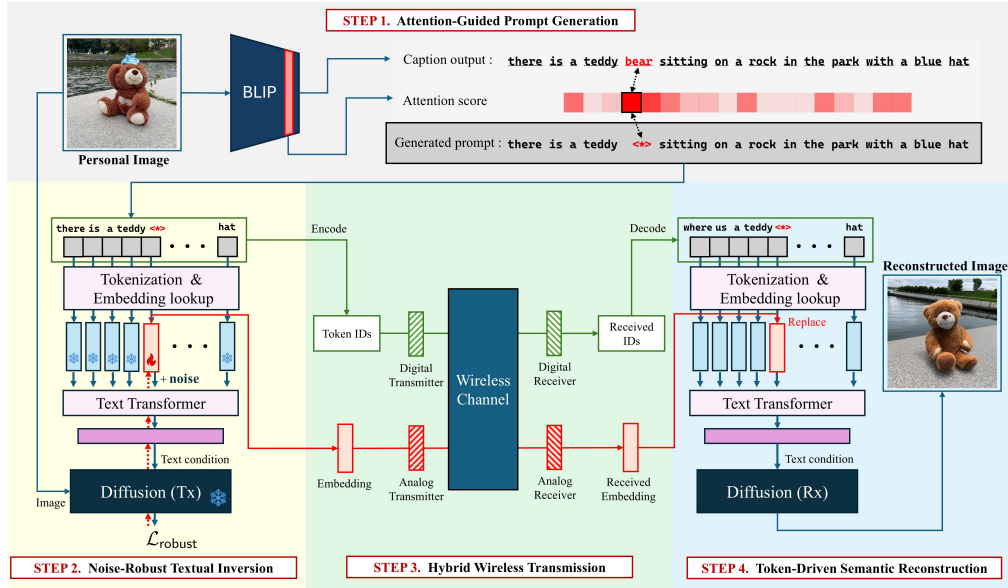 STEP 1. Attention-Guided Prompt Generation
Personal Image
BLIP
Caption output : there is a teddy bear sitting on a rock in the park with a blue hat
Attention score
Generated prompt : there is a teddy <*> sitting on a rock in the park with a blue hat
there is a teddy <*> hat
Tokenization &
Embedding lookup
+ noise
Text Transformer
Text condition
Image
Diffusion (Tx)
ℒrobust
STEP 2. Noise-Robust Textual Inversion
Encode
Decode
Token IDs
Digital
Transmitter
Wireless
Channel
Digital
Receiver
Received
IDs
Embedding
Analog
Transmitter
Analog
Receiver
Received
Embedding
STEP 3. Hybrid Wireless Transmission
where us a teddy <*> hat
Tokenization &
Embedding lookup
Replace
Text Transformer
Text condition
Diffusion (Rx)
Reconstructed Image
STEP 4. Token-Driven Semantic Reconstruction